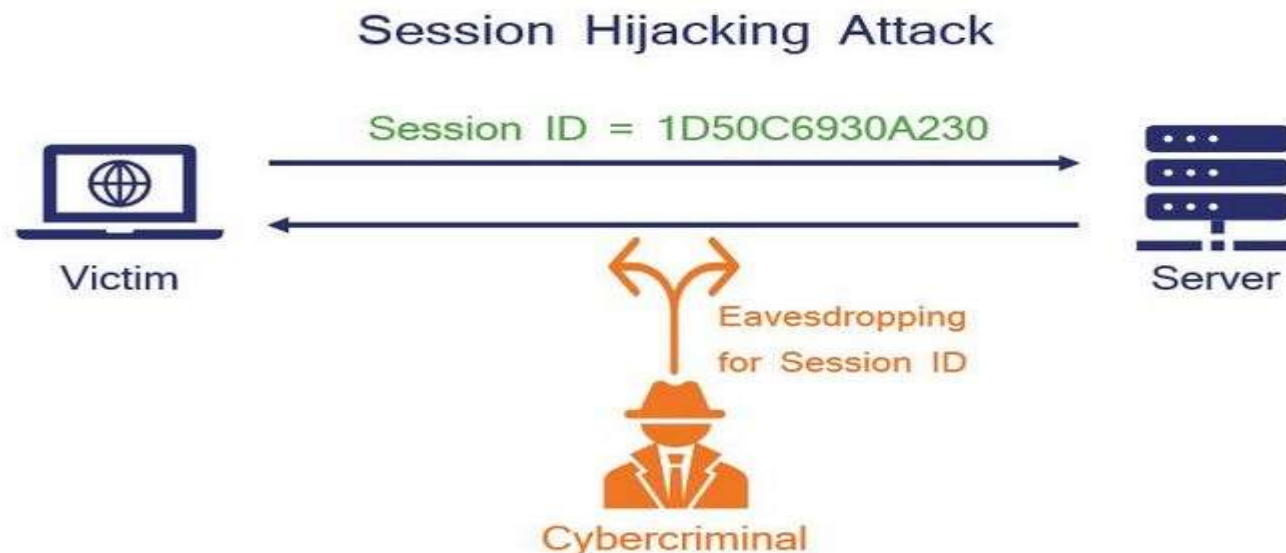 Session Hijacking Attack
Session ID = 1D50C6930A230
Victim
Server
Eavesdropping
for Session ID
Cybercriminal